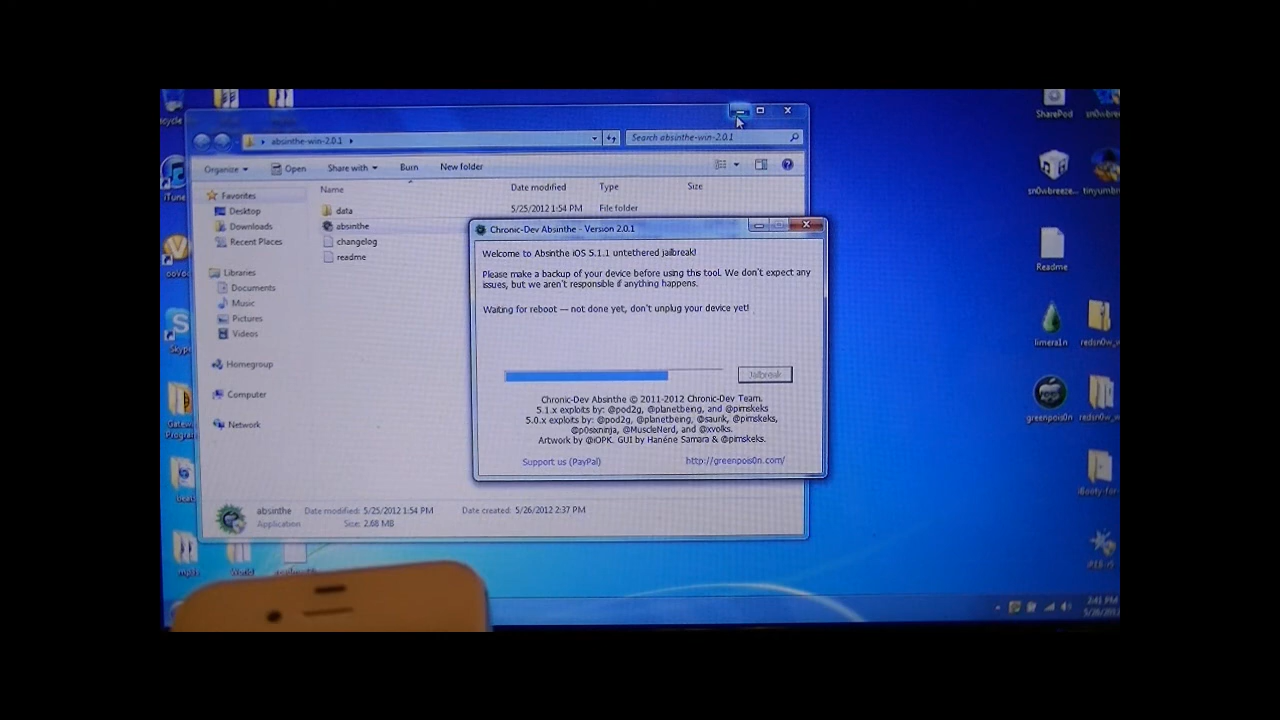 absinthe-win-2.0.1
Search absinthe-win-2.0.1
Organize
Open
Share with
Burn
New folder
Name
Date modified
Type
Size
Favorites
Desktop
Downloads
Recent Places
Libraries
Documents
Music
Pictures
Videos
Homegroup
Computer
Network
data
5/25/2012 1:54 PM
File folder
absinthe
changelog
readme
Chronic-Dev Absinthe - Version 2.0.1
Welcome to Absinthe iOS 5.1.1 untethered jailbreak!
Please make a backup of your device before using this tool. We don't expect any
issues, but we aren't responsible if anything happens.
Waiting for reboot — not done yet, don't unplug your device yet!
Jailbreak
Chronic-Dev Absinthe © 2011-2012 Chronic-Dev Team.
5.1.x exploits by: @pod2g, @planetbeing, and @pimskeks
5.0.x exploits by: @pod2g, @planetbeing, @saurik, @pimskeks,
@p0sixninja, @MuscleNerd, and @xvolks.
Artwork by @iOPK. GUI by Hanéne Samara & @pimskeks.
Support us (PayPal)
http://greenpois0n.com/
absinthe
Date modified: 5/25/2012 1:54 PM
Date created: 5/26/2012 2:37 PM
Application
Size: 2.68 MB
SharePod
sn0wbreeze...
Readme
limera1n
greenpois0n
iTune
Skype
World
2:41 PM